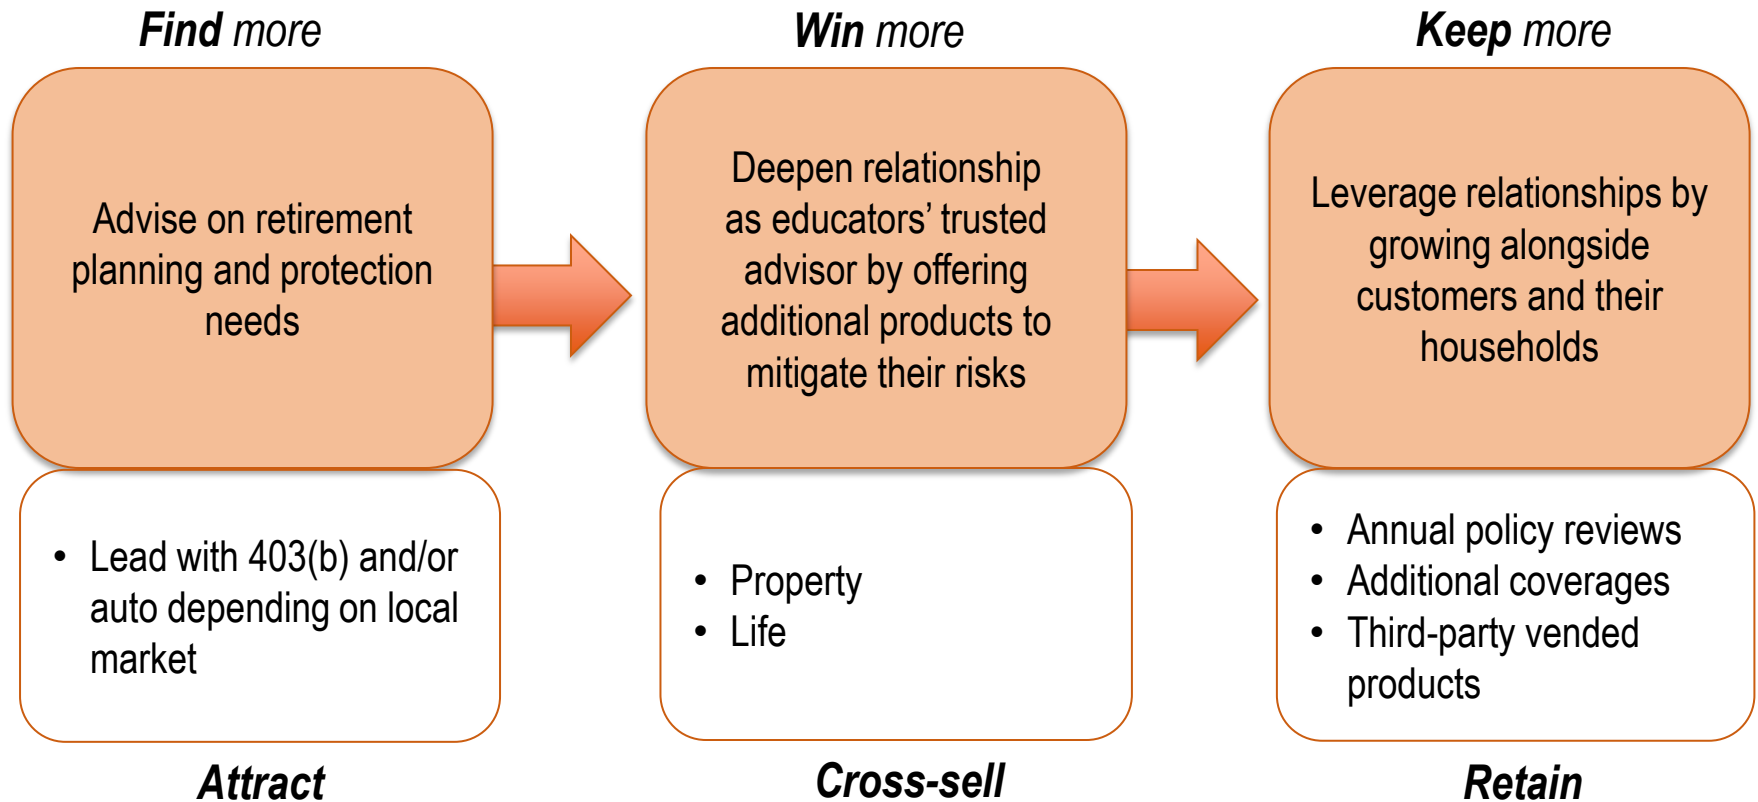 Find more
Advise on retirement
planning and protection
needs
• Lead with 403(b) and/or
auto depending on local
market
Attract
Win more
Deepen relationship
as educators’ trusted
advisor by offering
additional products to
mitigate their risks
• Property
• Life
Cross-sell
Keep more
Leverage relationships by
growing alongside
customers and their
households
• Annual policy reviews
• Additional coverages
• Third-party vended
products
Retain